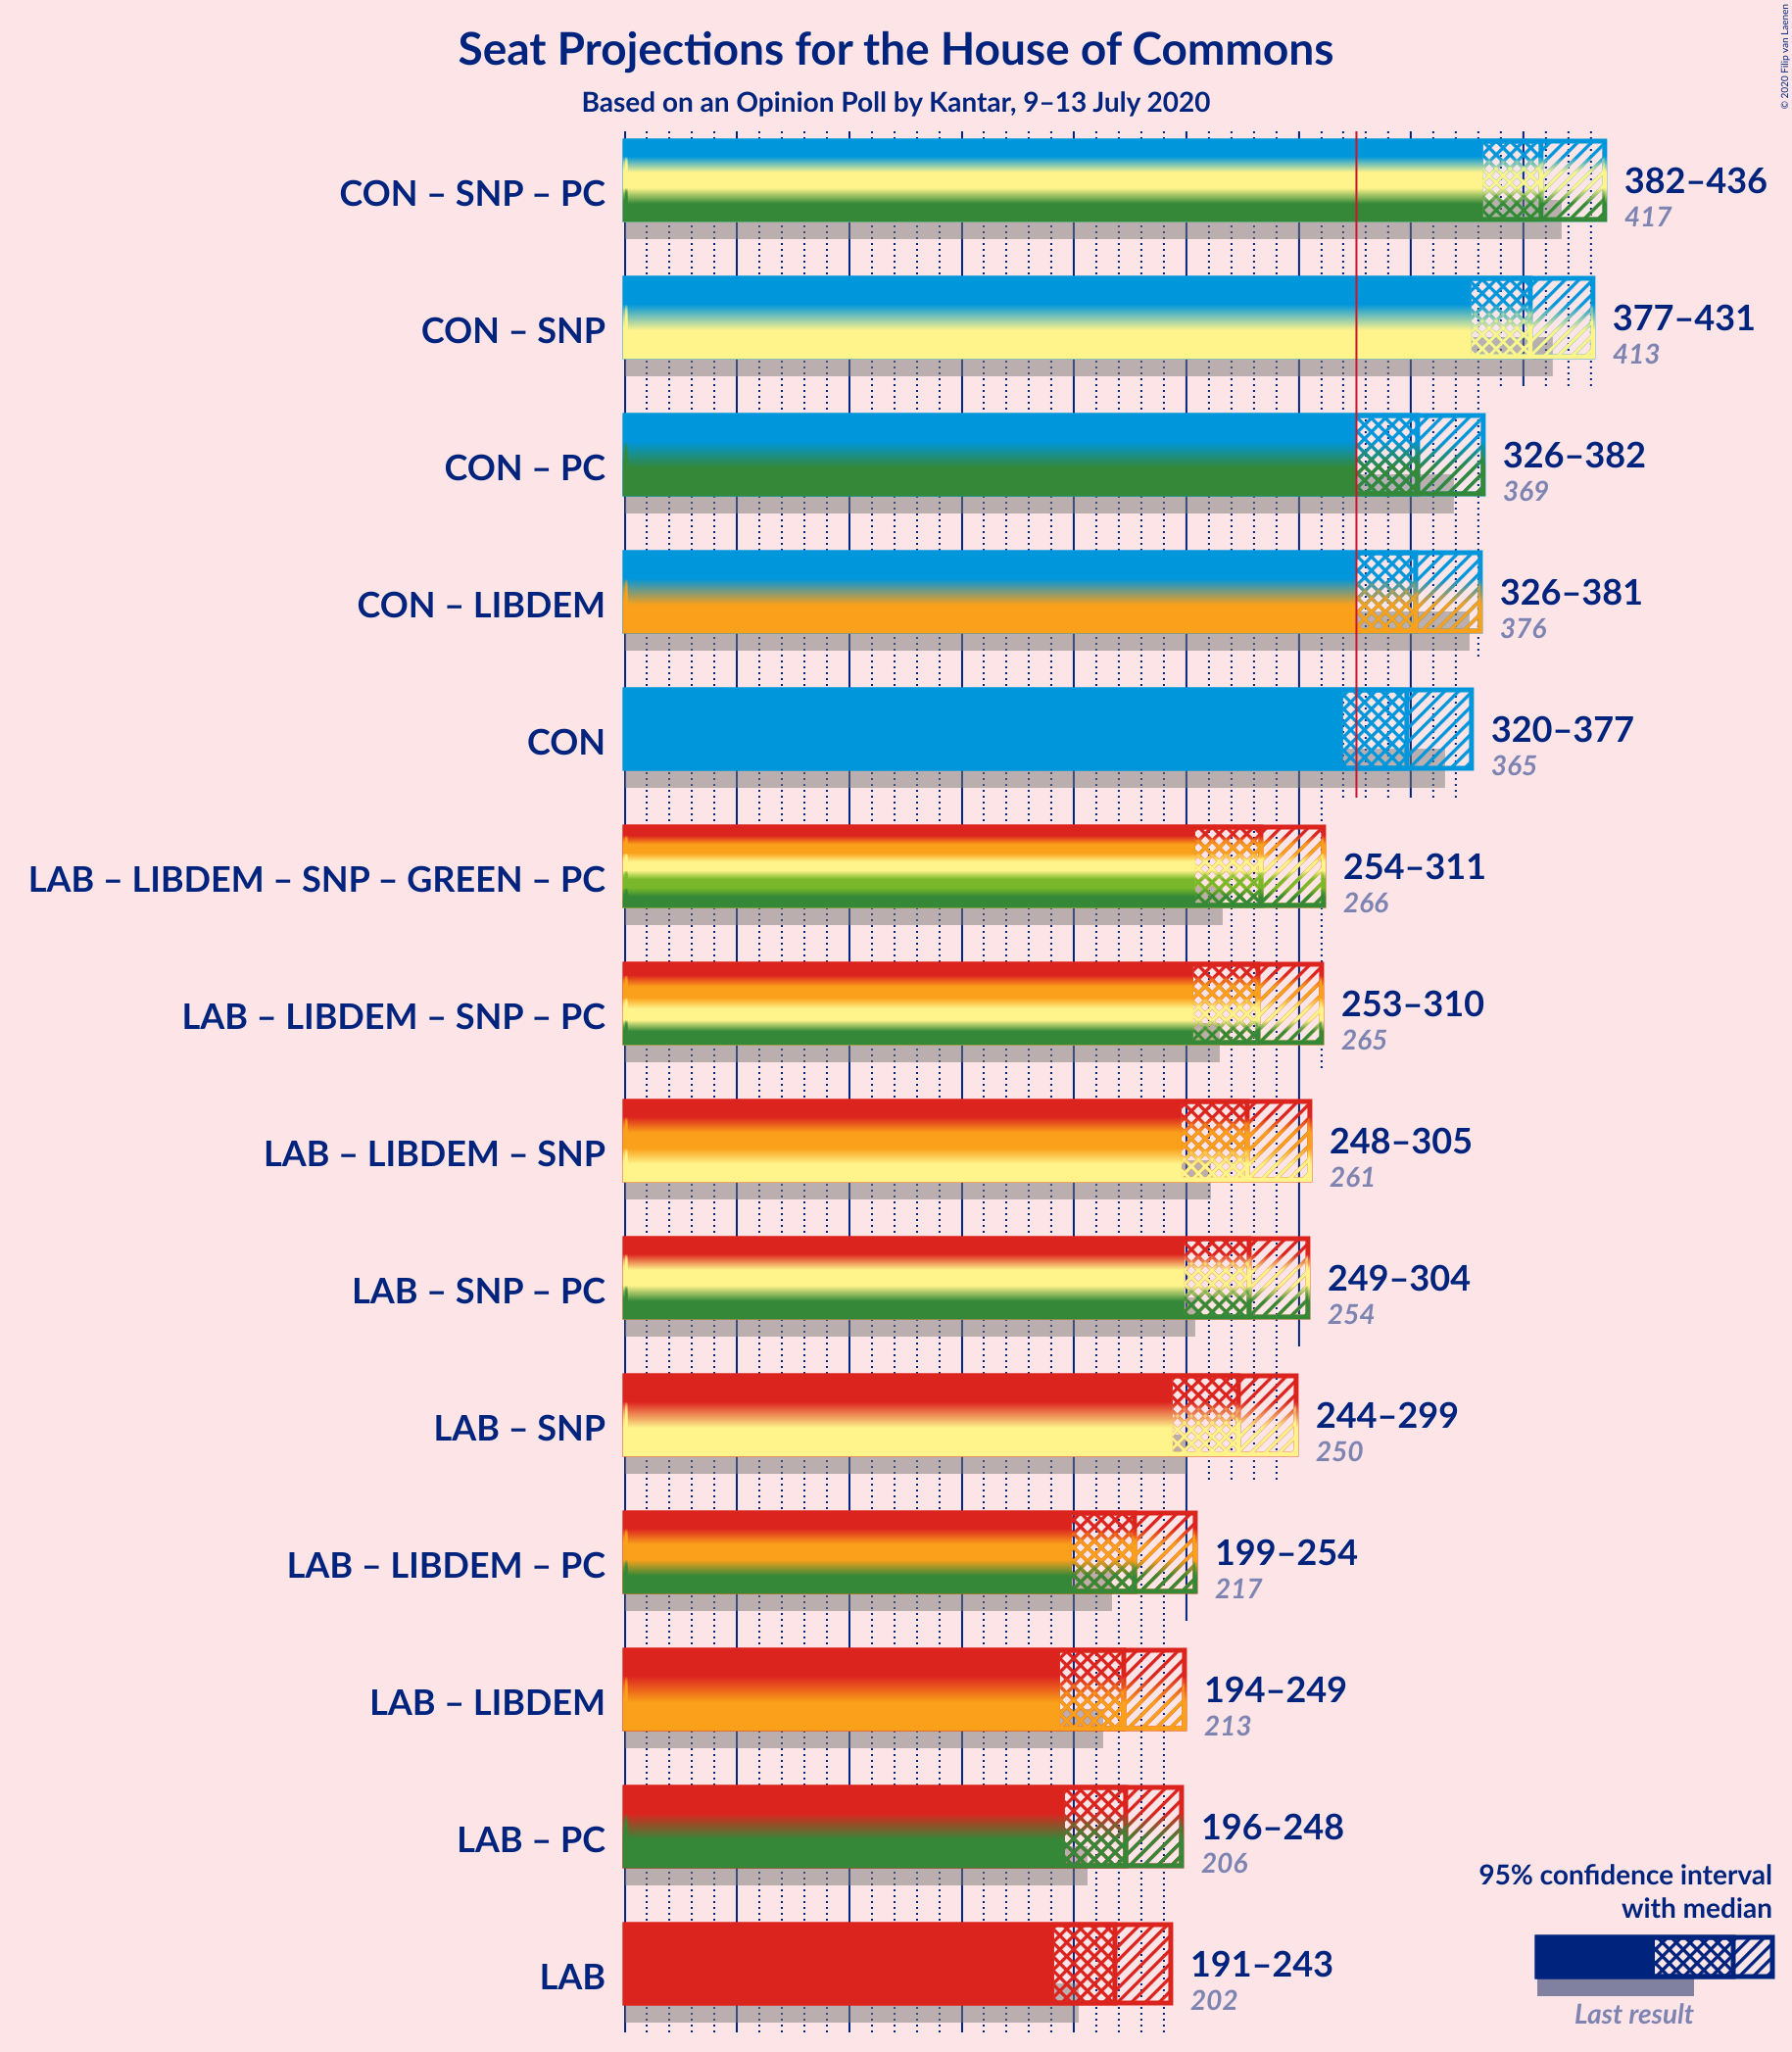 Seat Projections for the House of Commons
Based on an Opinion Poll by Kantar, 9–13 July 2020
© 2020 Filip van Laenen
CON – SNP – PC
382–436
417
CON – SNP
377–431
413
CON – PC
326–382
369
CON – LIBDEM
326–381
376
CON
320–377
365
LAB – LIBDEM – SNP – GREEN – PC
254–311
266
LAB – LIBDEM – SNP – PC
253–310
265
LAB – LIBDEM – SNP
248–305
261
LAB – SNP – PC
249–304
254
LAB – SNP
244–299
250
LAB – LIBDEM – PC
199–254
217
LAB – LIBDEM
194–249
213
LAB – PC
196–248
206
LAB
191–243
202
95% confidence interval
with median
Last result